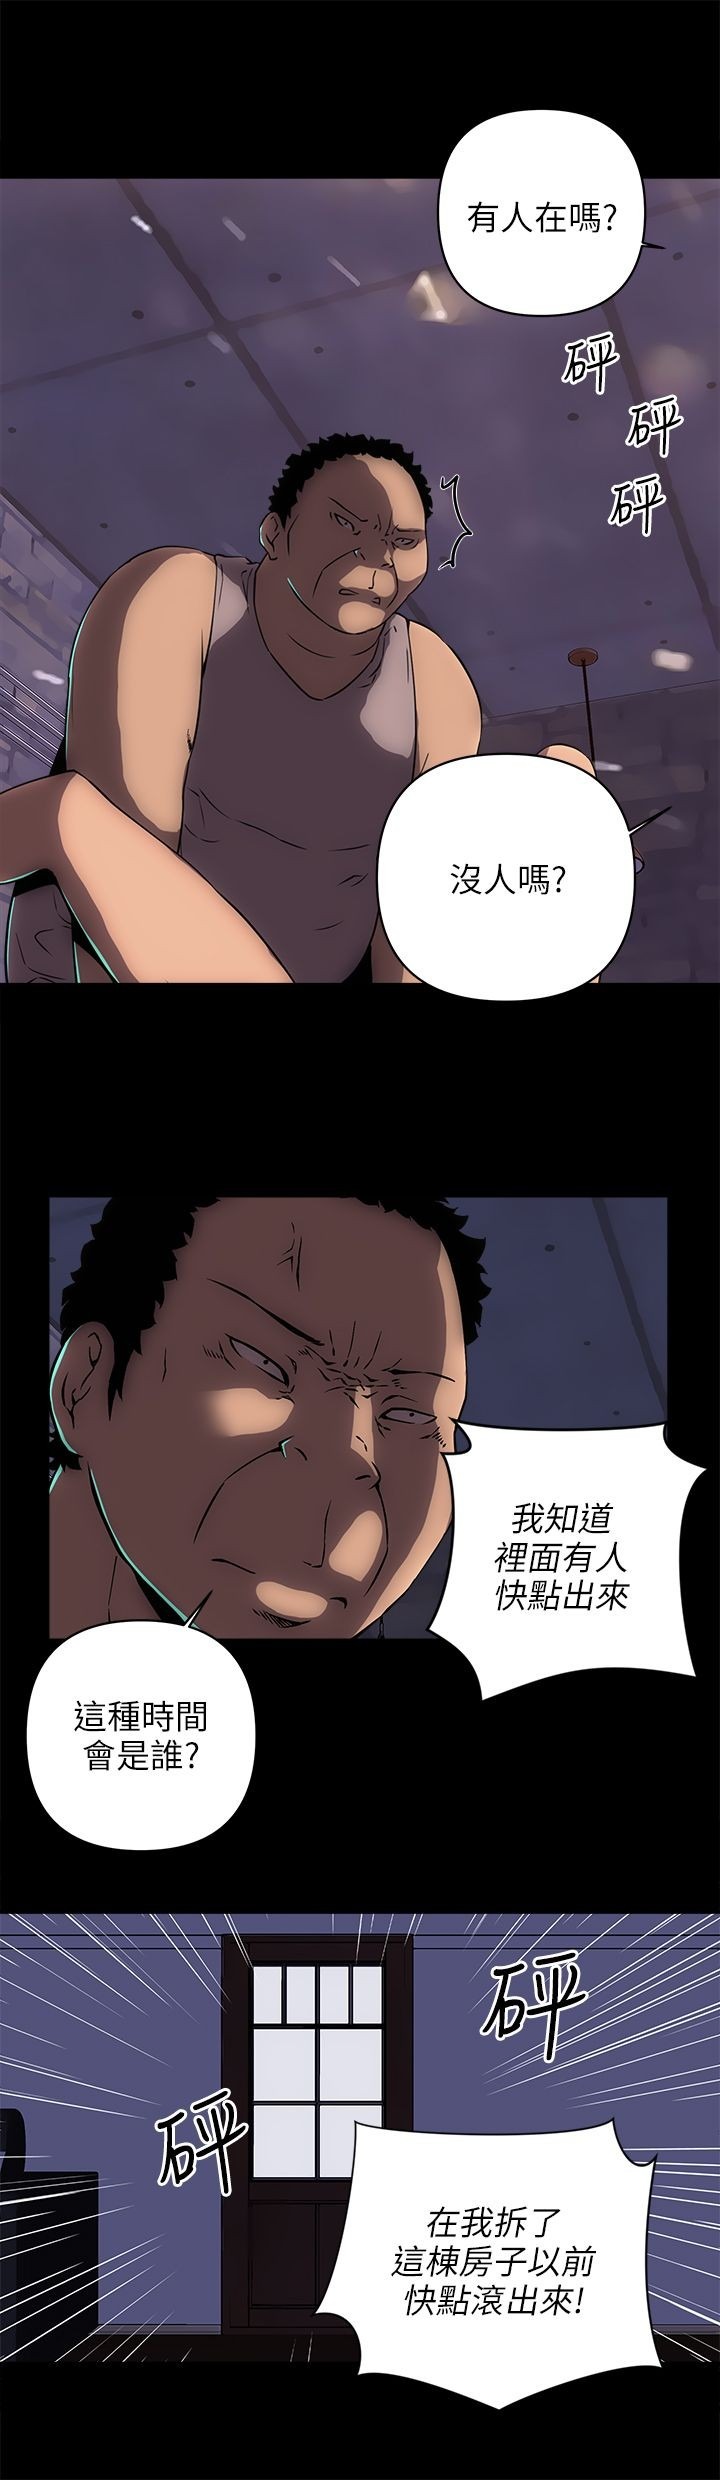 有人在嗎?
砰
砰
砰
沒人嗎?
我知道
裡面有人
快點出來
這種時間
會是誰?
砰
砰
在我拆了
這棟房子以前
快點滾出來!